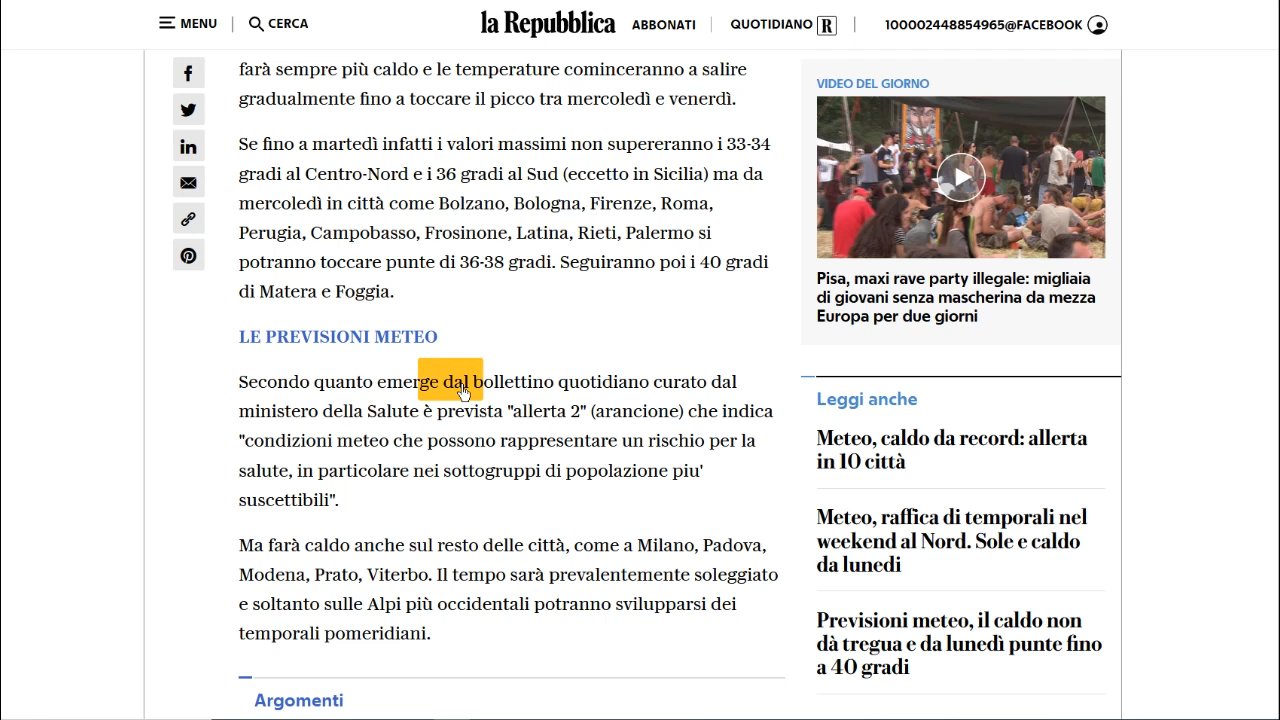 MENU
CERCA
la Repubblica
ABBONATI
QUOTIDIANO R
100002448854965@FACEBOOK
farà sempre più caldo e le temperature cominceranno a salire
gradualmente fino a toccare il picco tra mercoledì e venerdì.
Se fino a martedì infatti i valori massimi non supereranno i 33-34
gradi al Centro-Nord e i 36 gradi al Sud (eccetto in Sicilia) ma da
mercoledì in città come Bolzano, Bologna, Firenze, Roma,
Perugia, Campobasso, Frosinone, Latina, Rieti, Palermo si
potranno toccare punte di 36-38 gradi. Seguiranno poi i 40 gradi
di Matera e Foggia.
LE PREVISIONI METEO
Secondo quanto emerge dal bollettino quotidiano curato dal
ministero della Salute è prevista "allerta 2" (arancione) che indica
"condizioni meteo che possono rappresentare un rischio per la
salute, in particolare nei sottogruppi di popolazione piu'
suscettibili".
Ma farà caldo anche sul resto delle città, come a Milano, Padova,
Modena, Prato, Viterbo. Il tempo sarà prevalentemente soleggiato
e soltanto sulle Alpi più occidentali potranno svilupparsi dei
temporali pomeridiani.
Argomenti
VIDEO DEL GIORNO
Pisa, maxi rave party illegale: migliaia
di giovani senza mascherina da mezza
Europa per due giorni
Leggi anche
Meteo, caldo da record: allerta
in 10 città
Meteo, raffica di temporali nel
weekend al Nord. Sole e caldo
da lunedi
Previsioni meteo, il caldo non
dà tregua e da lunedì punte fino
a 40 gradi